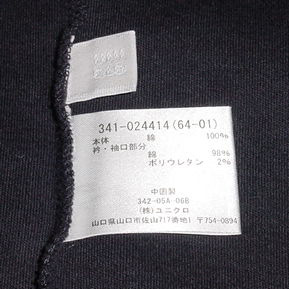 341-024414(64-01)
本体 綿 100%
衿・袖口部分
綿 98%
ポリウレタン 2%
中国製
342-05A-06B
(株)ユニクロ
山口県山口市佐山717番地1 〒754-0894